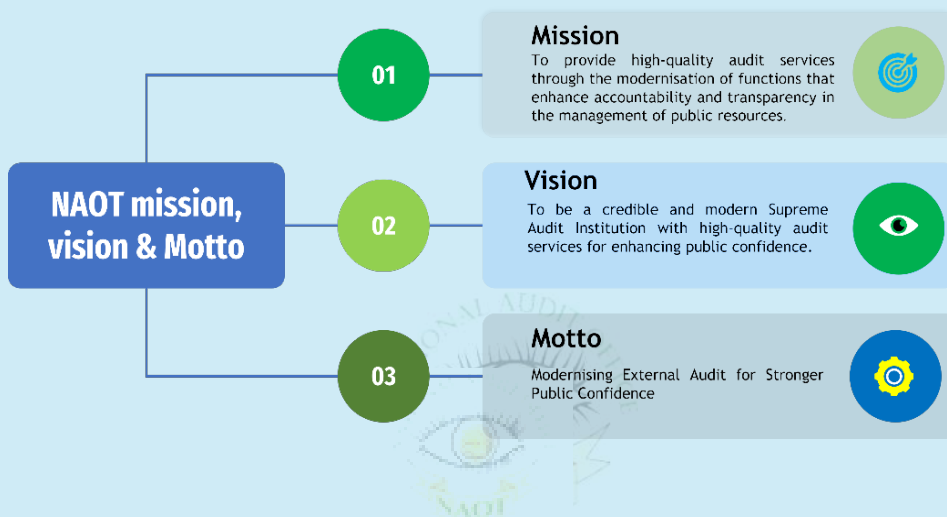 NAOT mission,
vision & Motto
01
Mission
To provide high-quality audit services
through the modernisation of functions that
enhance accountability and transparency in
the management of public resources.
02
Vision
To be a credible and modern Supreme
Audit Institution with high-quality audit
services for enhancing public confidence.
03
Motto
Modernising External Audit for Stronger
Public Confidence
NAOT